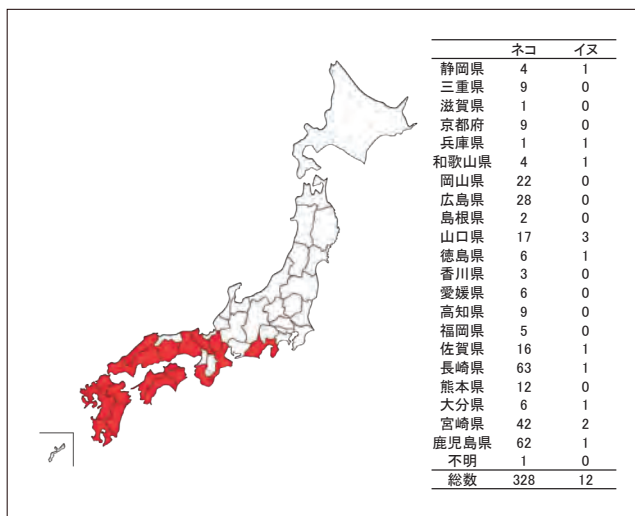 ネコ イヌ
静岡県 4 1
三重県 9 0
滋賀県 1 0
京都府 9 0
兵庫県 1 1
和歌山県 4 1
岡山県 22 0
広島県 28 0
島根県 2 0
山口県 17 3
徳島県 6 1
香川県 3 0
愛媛県 6 0
高知県 9 0
福岡県 5 0
佐賀県 16 1
長崎県 63 1
熊本県 12 0
大分県 6 1
宮崎県 42 2
鹿児島県 62 1
不明 1 0
総数 328 12